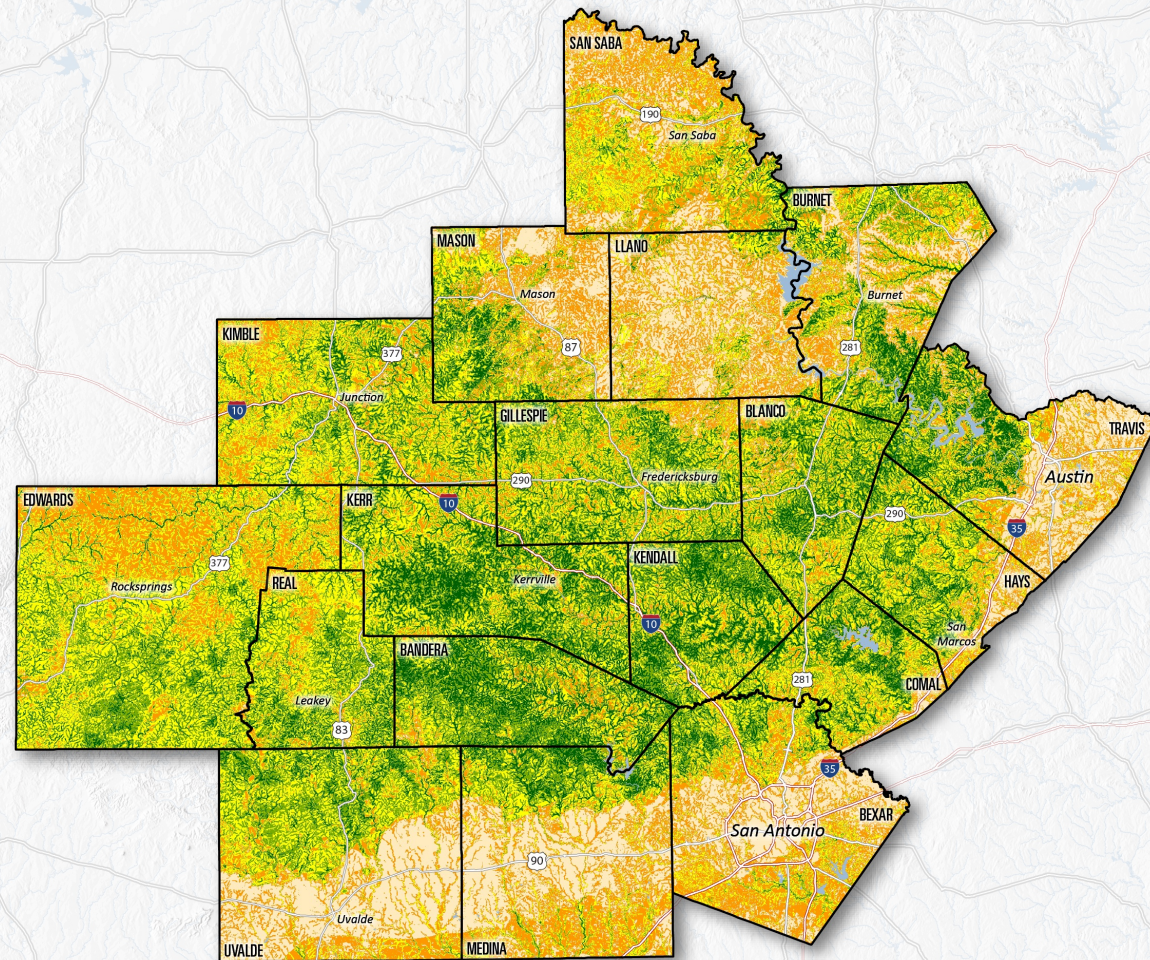 SAN SABA
190
San Saba
BURNET
MASON
LLANO
Mason
Burnet
KIMBLE
377
87
281
Junction
10
GILLESPIE
BLANCO
TRAVIS
290
Fredericksburg
Austin
EDWARDS
KERR
10
290
35
377
Rocksprings
REAL
Kerrville
KENDALL
HAYS
10
San
Marcos
BANDERA
281
COMAL
Leakey
83
35
San Antonio
BEXAR
90
Uvalde
UVALDE
MEDINA